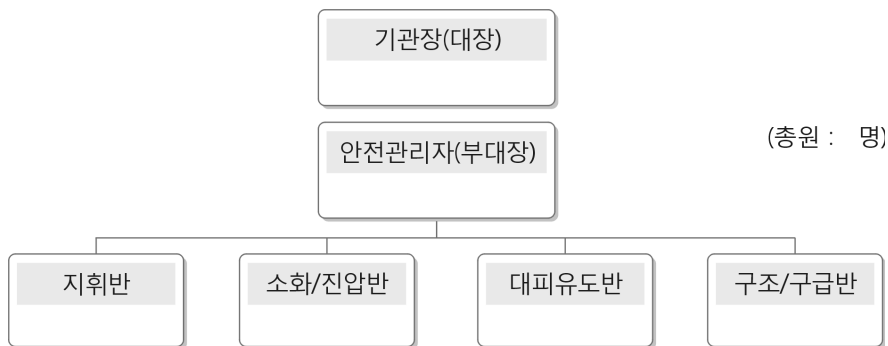 기관장(대장)
(총원 : 명)
안전관리자(부대장)
지휘반
소화/진압반
대피유도반
구조/구급반